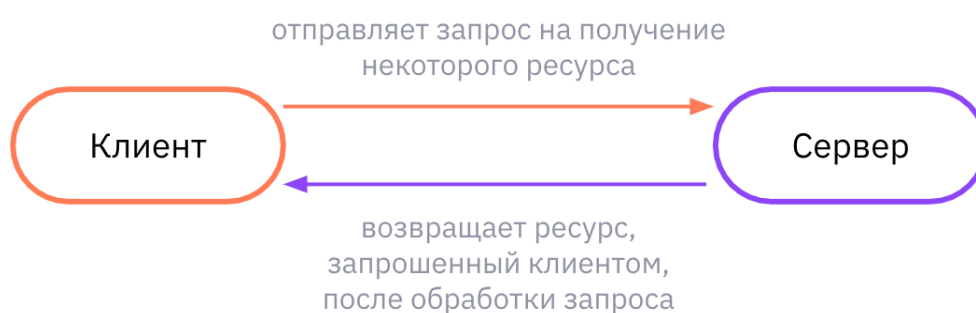 отправляет запрос на получение
некоторого ресурса
Клиент
Сервер
возвращает ресурс,
запрошенный клиентом,
после обработки запроса